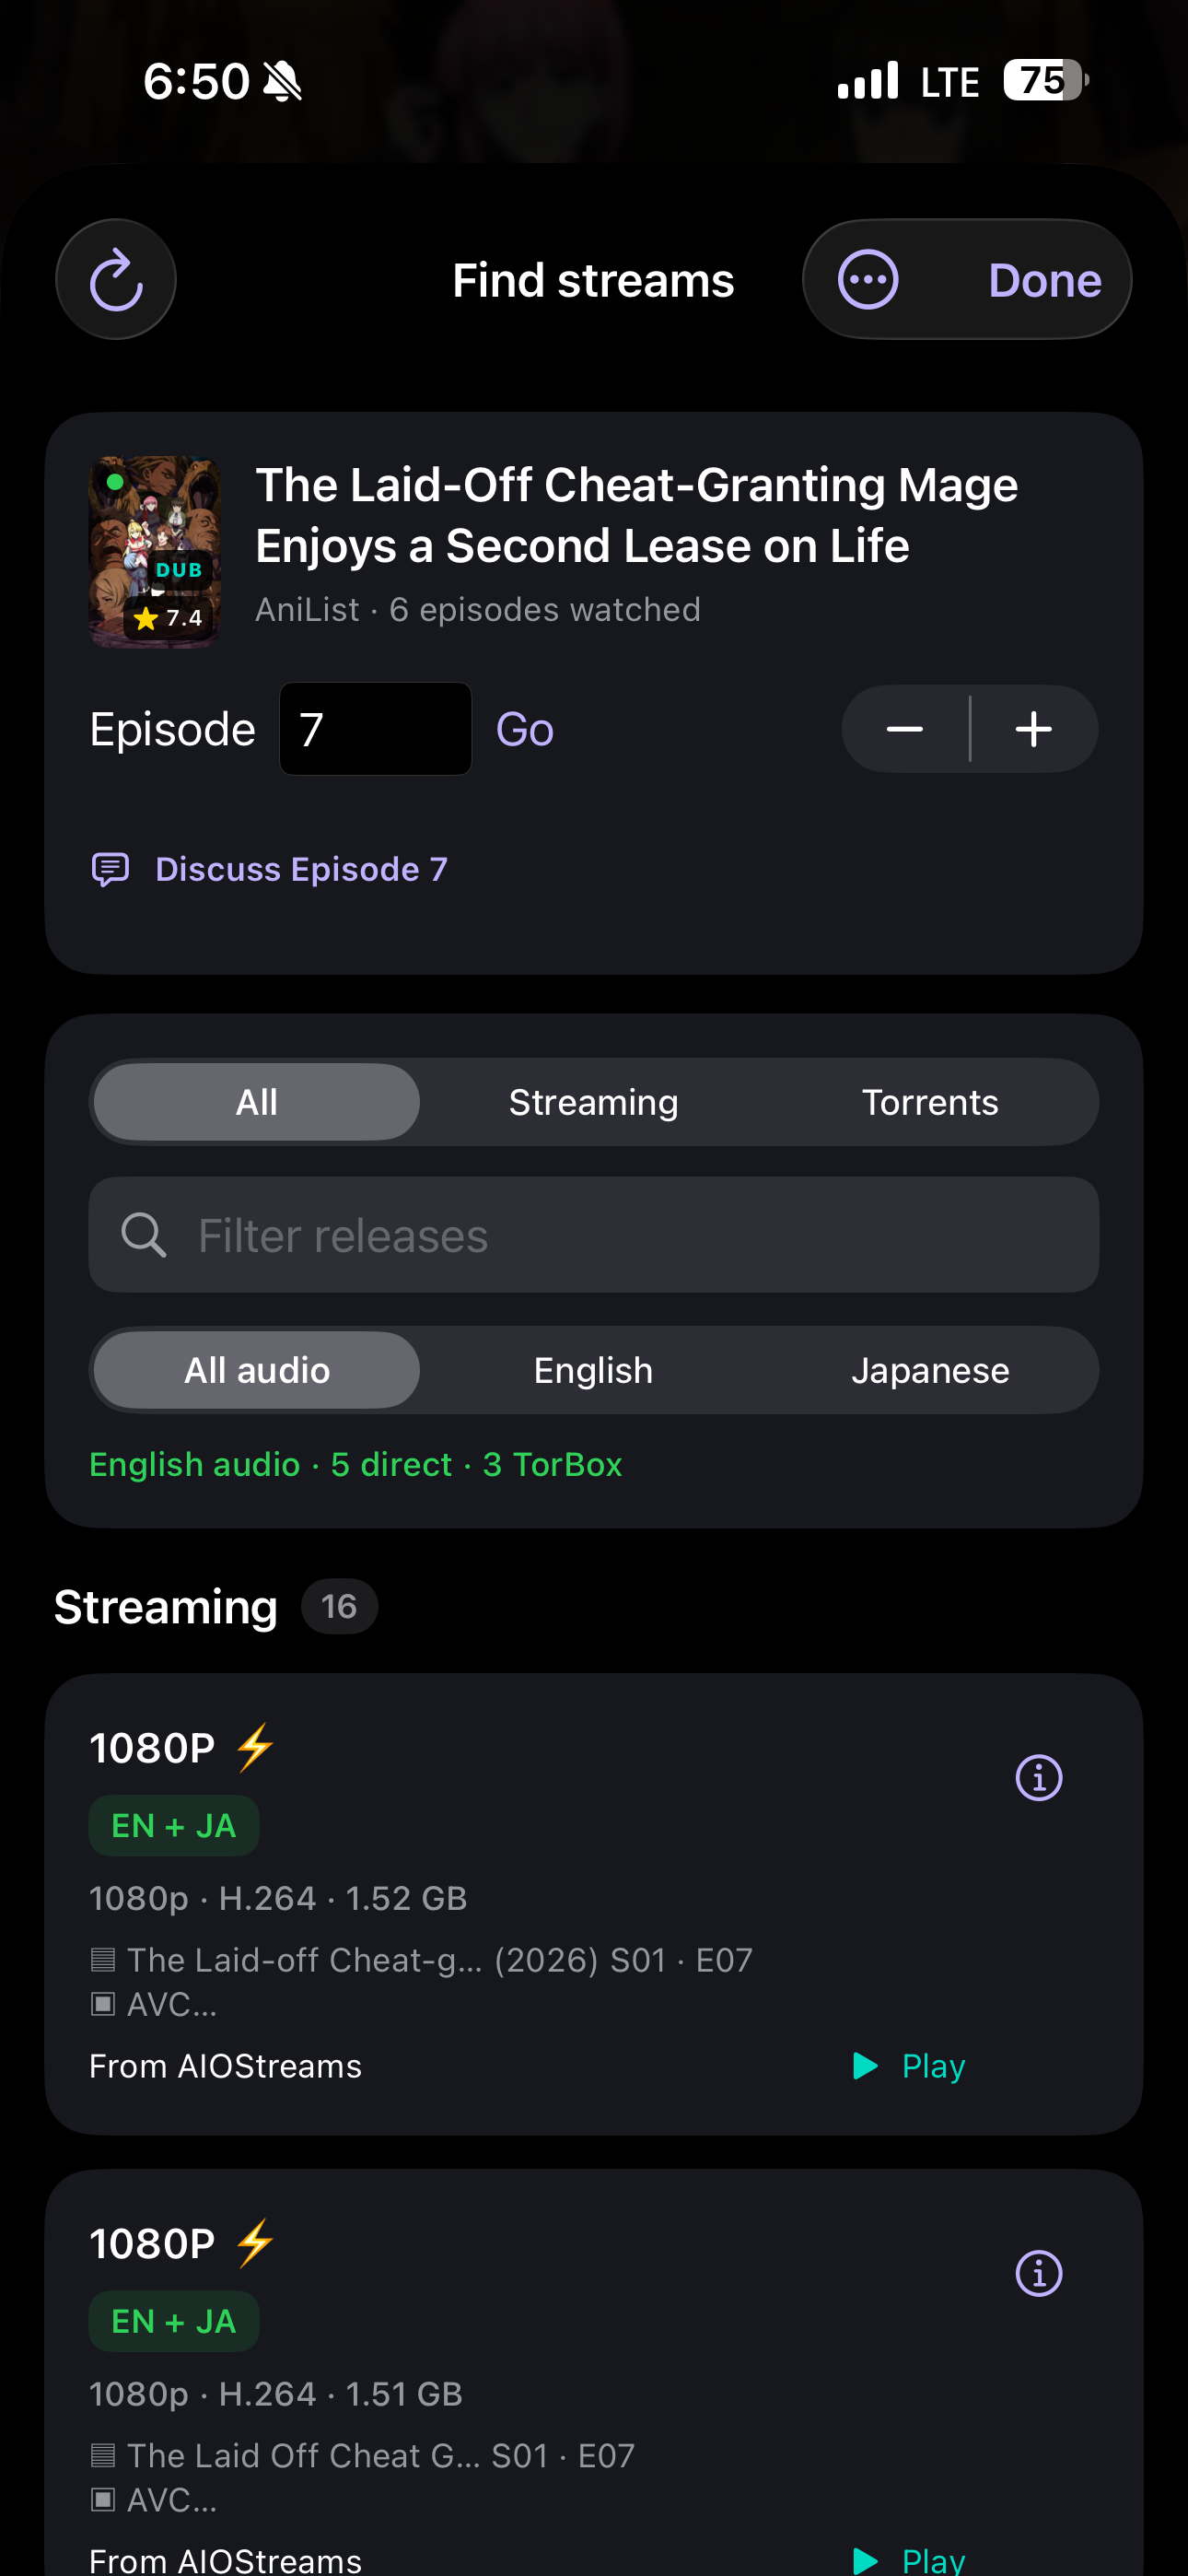 6:50
LTE
75
Find streams
Done
The Laid-Off Cheat-Granting Mage
Enjoys a Second Lease on Life
DUB
7.4
AniList · 6 episodes watched
Episode
7
Go
Discuss Episode 7
All
Streaming
Torrents
Filter releases
All audio
English
Japanese
English audio · 5 direct · 3 TorBox
Streaming
16
1080P ⚡
EN + JA
1080p · H.264 · 1.52 GB
▤ The Laid-off Cheat-g... (2026) S01 · E07
▣ AVC...
From AIOStreams
Play
1080P ⚡
EN + JA
1080p · H.264 · 1.51 GB
▤ The Laid Off Cheat G... S01 · E07
▣ AVC...
From AIOStreams
Play